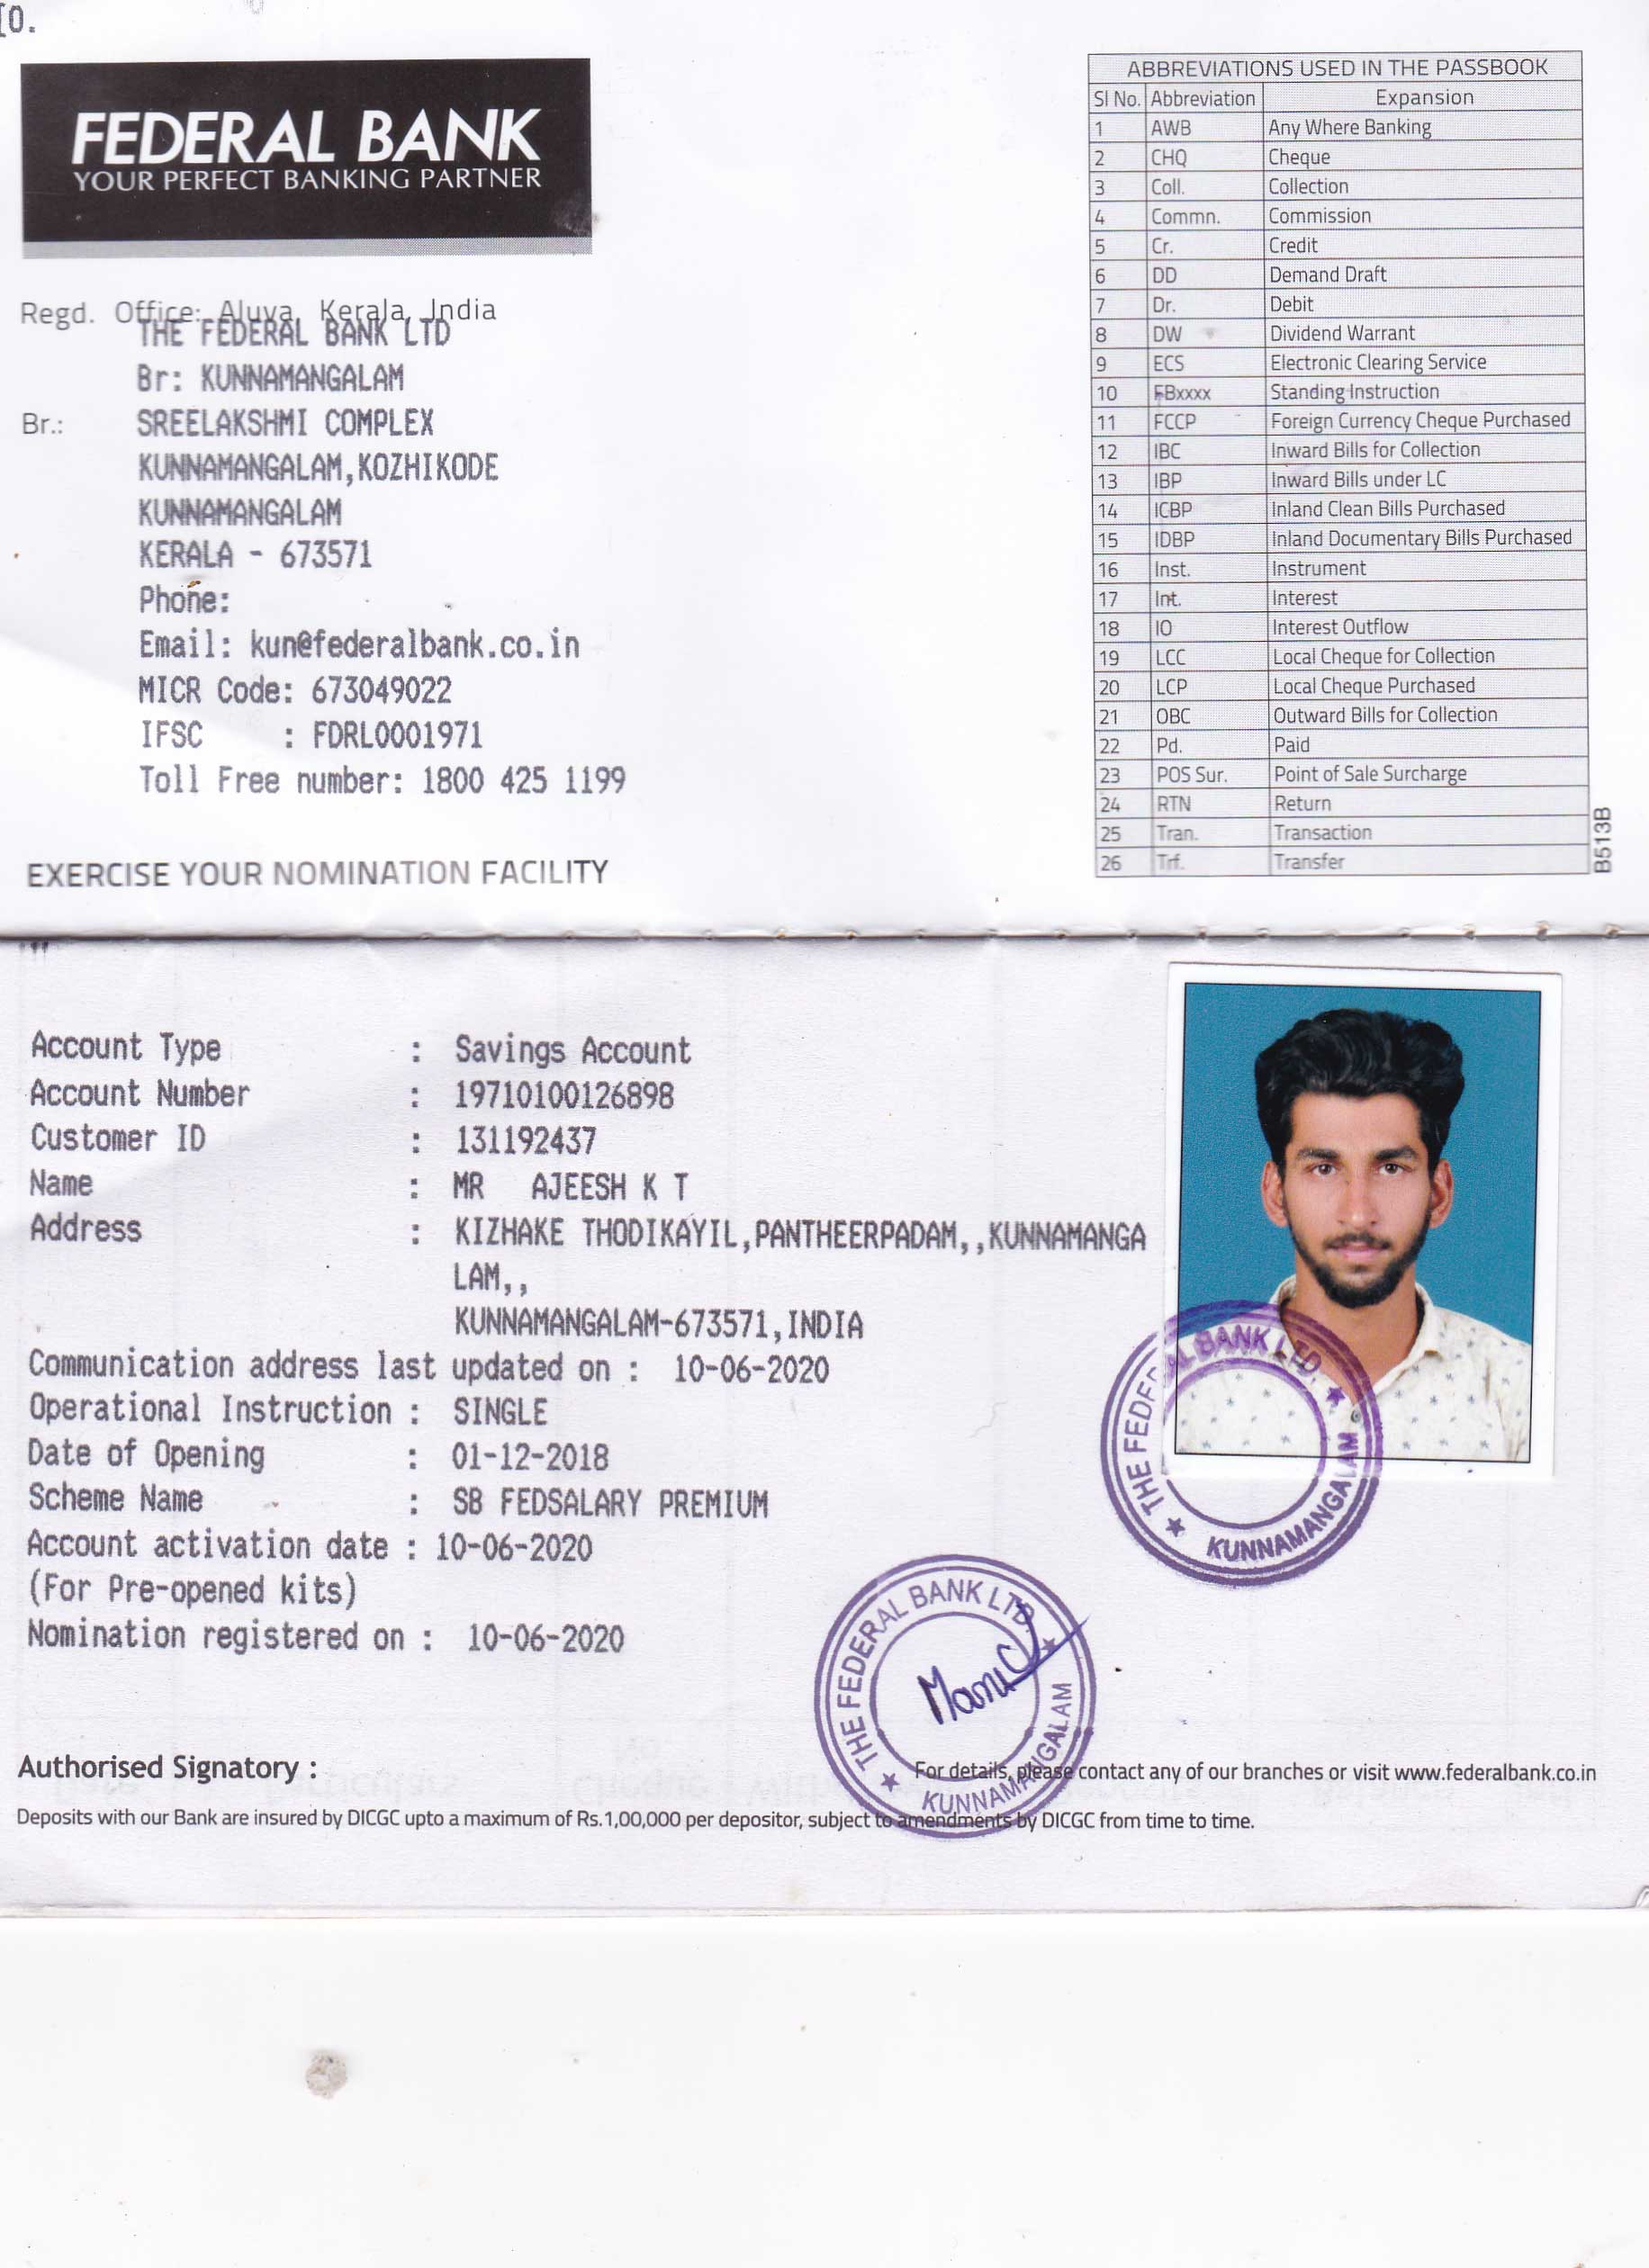 IO.
FEDERAL BANK
YOUR PERFECT BANKING PARTNER
Regd. Office: Aluva, Kerala, India
THE FEDERAL BANK LTD
Br: KUNNAMANGALAM
Br.: SREELAKSHMI COMPLEX
KUNNAMANGALAM,KOZHIKODE
KUNNAMANGALAM
KERALA - 673571
Phone:
Email: kun@federalbank.co.in
MICR Code: 673049022
IFSC : FDRL0001971
Toll Free number: 1800 425 1199
EXERCISE YOUR NOMINATION FACILITY
ABBREVIATIONS USED IN THE PASSBOOK
Sl No. Abbreviation Expansion
1 AWB Any Where Banking
2 CHQ Cheque
3 Coll. Collection
4 Commn. Commission
5 Cr. Credit
6 DD Demand Draft
7 Dr. Debit
8 DW Dividend Warrant
9 ECS Electronic Clearing Service
10 FBxxxx Standing Instruction
11 FCCP Foreign Currency Cheque Purchased
12 IBC Inward Bills for Collection
13 IBP Inward Bills under LC
14 ICBP Inland Clean Bills Purchased
15 IDBP Inland Documentary Bills Purchased
16 Inst. Instrument
17 Int. Interest
18 IO Interest Outflow
19 LCC Local Cheque for Collection
20 LCP Local Cheque Purchased
21 OBC Outward Bills for Collection
22 Pd. Paid
23 POS Sur. Point of Sale Surcharge
24 RTN Return
25 Tran. Transaction
26 Trf. Transfer
B513B
Account Type : Savings Account
Account Number : 19710100126898
Customer ID : 131192437
Name : MR AJEESH K T
Address : KIZHAKE THODIKAYIL,PANTHEERPADAM,,KUNNAMANGA
LAM,,
KUNNAMANGALAM-673571,INDIA
Communication address last updated on : 10-06-2020
Operational Instruction : SINGLE
Date of Opening : 01-12-2018
Scheme Name : SB FEDSALARY PREMIUM
Account activation date : 10-06-2020
(For Pre-opened kits)
Nomination registered on : 10-06-2020
THE FEDERAL BANK LTD. ★ KUNNAMANGALAM ★
THE FEDERAL BANK LTD. ★ KUNNAMANGALAM ★
Authorised Signatory :
For details, please contact any of our branches or visit www.federalbank.co.in
Deposits with our Bank are insured by DICGC upto a maximum of Rs.1,00,000 per depositor, subject to amendments by DICGC from time to time.